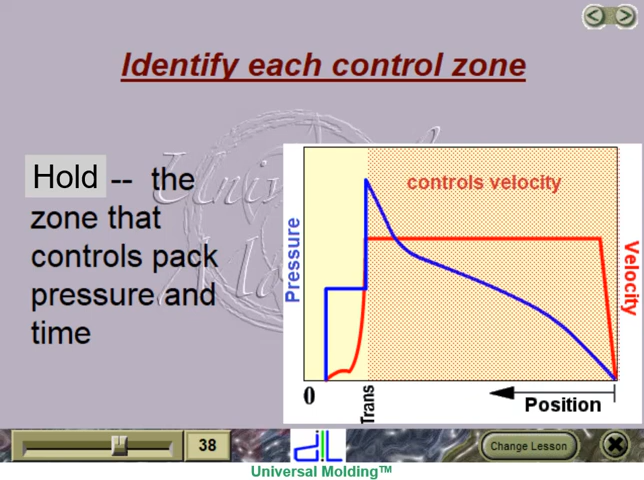 Identify each control zone
Hold -- the
zone that
controls pack
pressure and
time
controls velocity
Pressure
Velocity
0
Trans
Position
38
Change Lesson
Universal Molding™